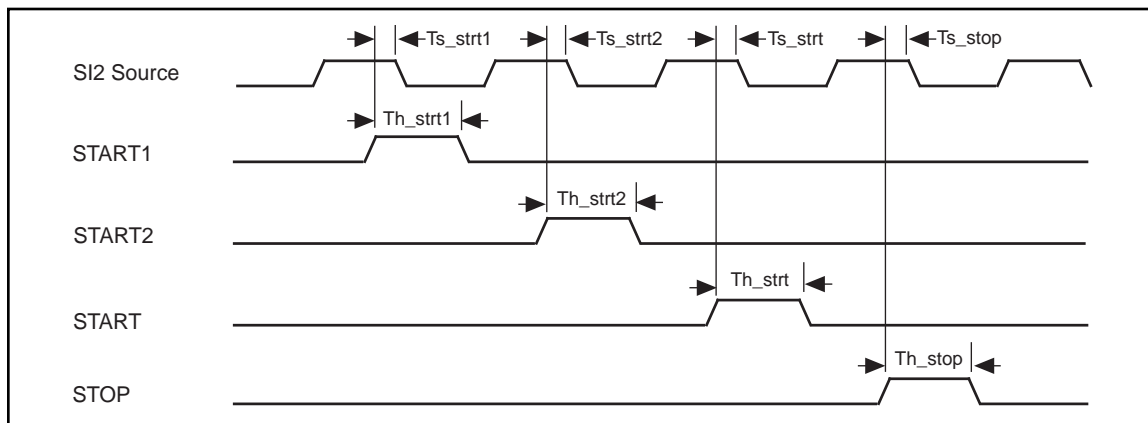 Ts_strt1
Ts_strt2
Ts_strt
Ts_stop
SI2 Source
Th_strt1
START1
Th_strt2
START2
Th_strt
START
Th_stop
STOP